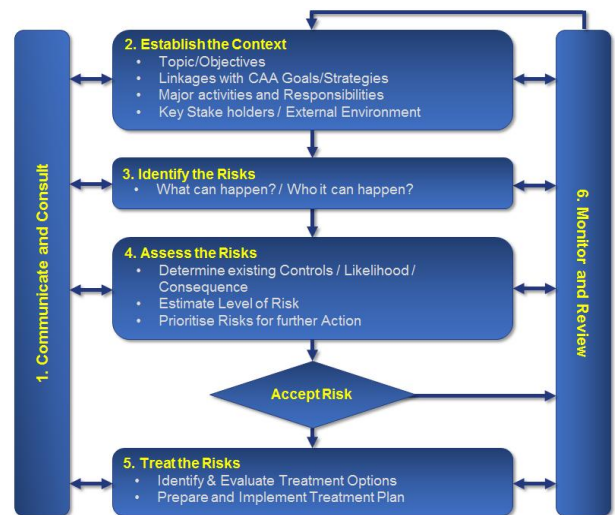 1. Communicate and Consult
2. Establish the Context
• Topic/Objectives
• Linkages with CAA Goals/Strategies
• Major activities and Responsibilities
• Key Stake holders / External Environment
3. Identify the Risks
• What can happen? / Who it can happen?
4. Assess the Risks
• Determine existing Controls / Likelihood /
Consequence
• Estimate Level of Risk
• Prioritise Risks for further Action
Accept Risk
5. Treat the Risks
• Identify & Evaluate Treatment Options
• Prepare and Implement Treatment Plan
6. Monitor and Review